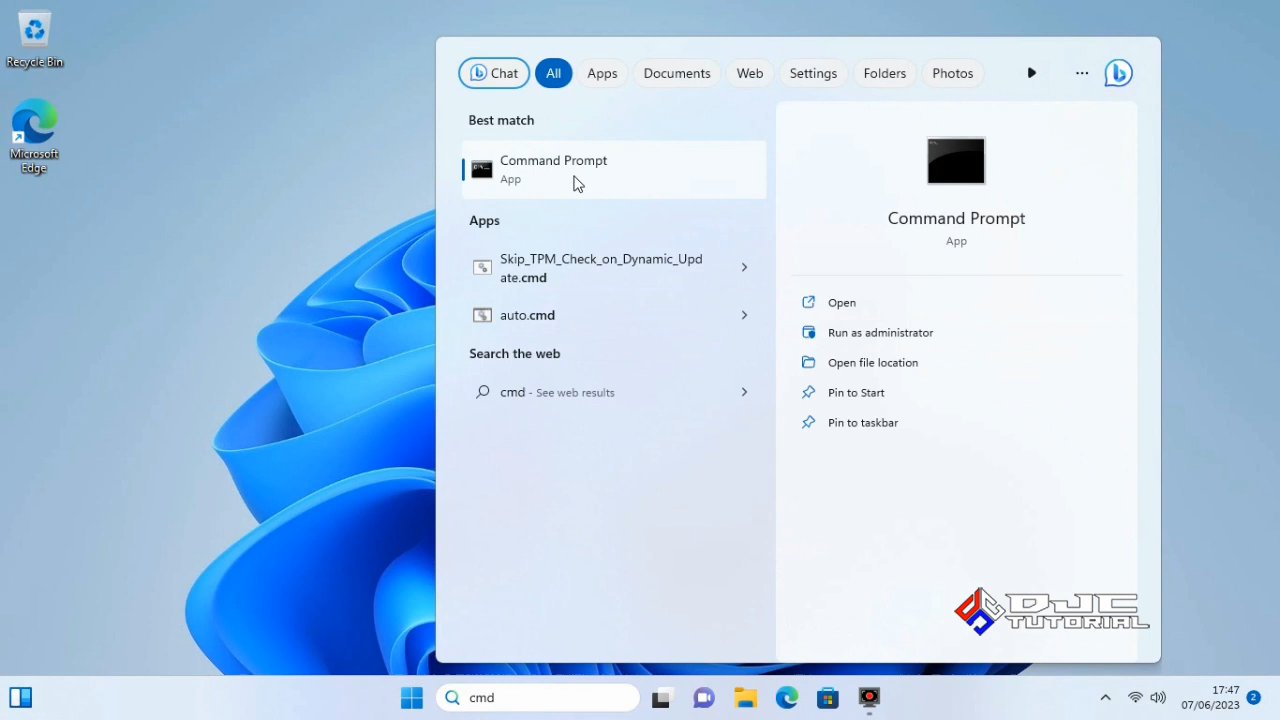 Recycle Bin
Microsoft
Edge
Chat
All
Apps
Documents
Web
Settings
Folders
Photos
Best match
Command Prompt
App
Apps
Skip_TPM_Check_on_Dynamic_Upd
ate.cmd
auto.cmd
Search the web
cmd - See web results
Command Prompt
App
Open
Run as administrator
Open file location
Pin to Start
Pin to taskbar
DJC
TUTORIAL
cmd
17:47
07/06/2023
2